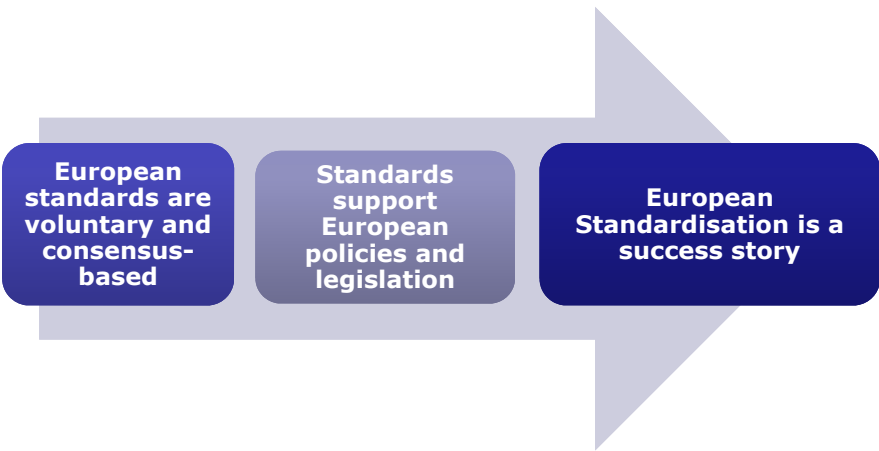 European
standards are
voluntary and
consensus-
based
Standards
support
European
policies and
legislation
European
Standardisation is a
success story